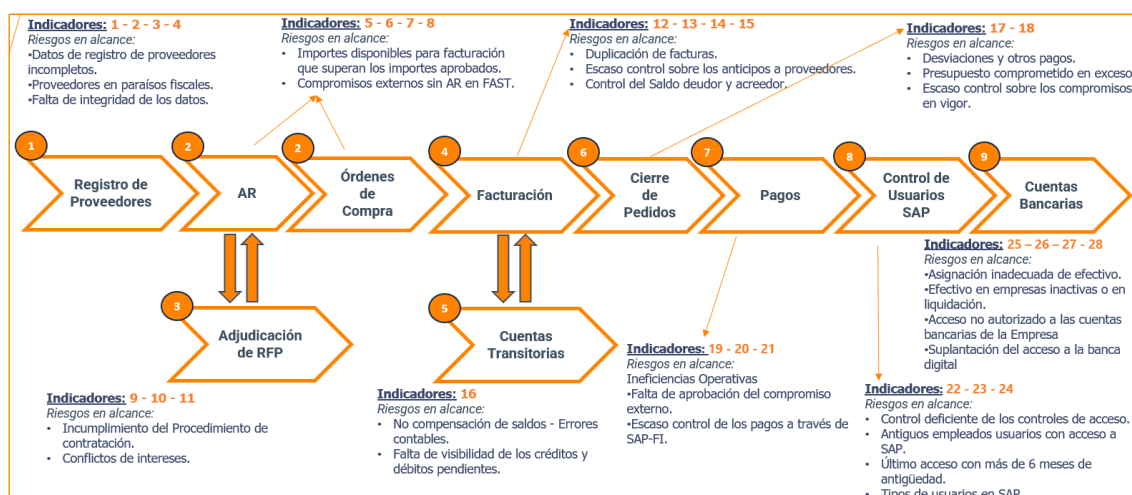 Indicadores: 1 - 2 - 3 - 4
Riesgos en alcance:
•Datos de registro de proveedores
incompletos.
•Proveedores en paraísos fiscales.
•Falta de integridad de los datos.
Indicadores: 5 - 6 - 7 - 8
Riesgos en alcance:
• Importes disponibles para facturación
que superan los importes aprobados.
• Compromisos externos sin AR en FAST.
Indicadores: 12 - 13 - 14 - 15
Riesgos en alcance:
• Duplicación de facturas.
• Escaso control sobre los anticipos a proveedores.
• Control del Saldo deudor y acreedor.
Indicadores: 17 - 18
Riesgos en alcance:
• Desviaciones y otros pagos.
• Presupuesto comprometido en exceso
• Escaso control sobre los compromisos
en vigor.
1
Registro de
Proveedores
2
AR
2
Órdenes
de
Compra
4
Facturación
6
Cierre
de
Pedidos
7
Pagos
8
Control de
Usuarios
SAP
9
Cuentas
Bancarias
3
Adjudicación
de RFP
5
Cuentas
Transitorias
Indicadores: 9 - 10 - 11
Riesgos en alcance:
• Incumplimiento del Procedimiento de
contratación.
• Conflictos de intereses.
Indicadores: 16
Riesgos en alcance:
• No compensación de saldos - Errores
contables.
• Falta de visibilidad de los créditos y
débitos pendientes.
Indicadores: 19 - 20 - 21
Riesgos en alcance:
Ineficiencias Operativas
•Falta de aprobación del compromiso
externo.
•Escaso control de los pagos a través de
SAP-FI.
Indicadores: 25 – 26 – 27 - 28
Riesgos en alcance:
•Asignación inadecuada de efectivo.
•Efectivo en empresas inactivas o en
liquidación.
•Acceso no autorizado a las cuentas
bancarias de la Empresa
•Suplantación del acceso a la banca
digital
Indicadores: 22 - 23 - 24
Riesgos en alcance:
• Control deficiente de los controles de acceso.
• Antiguos empleados usuarios con acceso a
SAP.
• Último acceso con más de 6 meses de
antigüedad.
• Tipos de usuarios en SAP